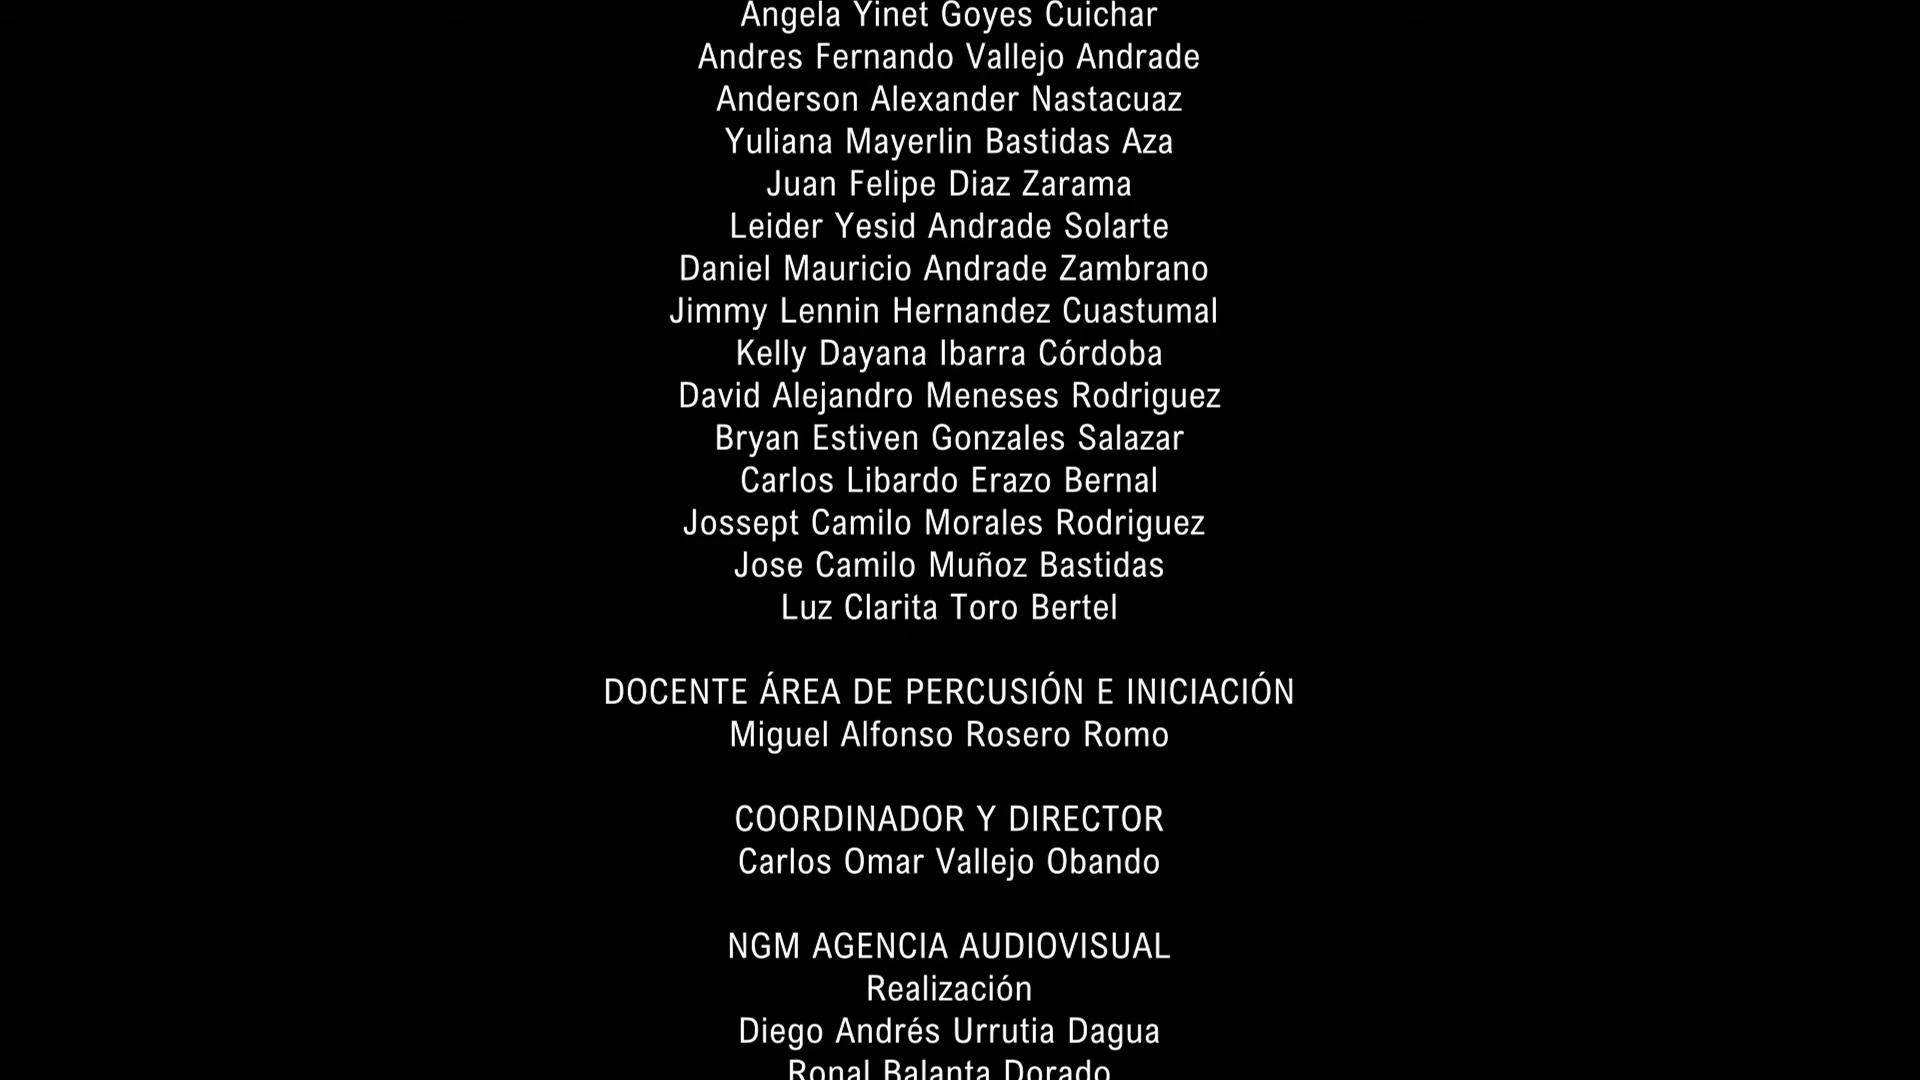 Angela Yinet Goyes Cuichar
Andres Fernando Vallejo Andrade
Anderson Alexander Nastacuaz
Yuliana Mayerlin Bastidas Aza
Juan Felipe Diaz Zarama
Leider Yesid Andrade Solarte
Daniel Mauricio Andrade Zambrano
Jimmy Lennin Hernandez Cuastumal
Kelly Dayana Ibarra Córdoba
David Alejandro Meneses Rodriguez
Bryan Estiven Gonzales Salazar
Carlos Libardo Erazo Bernal
Jossept Camilo Morales Rodriguez
Jose Camilo Muñoz Bastidas
Luz Clarita Toro Bertel
DOCENTE ÁREA DE PERCUSIÓN E INICIACIÓN
Miguel Alfonso Rosero Romo
COORDINADOR Y DIRECTOR
Carlos Omar Vallejo Obando
NGM AGENCIA AUDIOVISUAL
Realización
Diego Andrés Urrutia Dagua
Ronal Balanta Dorado